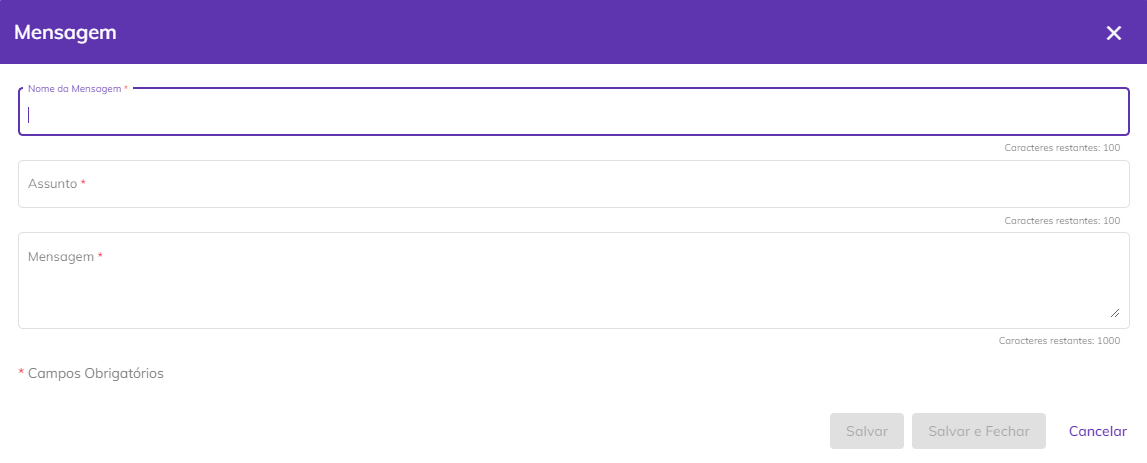 Mensagem
Nome da Mensagem *
Caracteres restantes: 100
Assunto *
Caracteres restantes: 100
Mensagem *
Caracteres restantes: 1000
* Campos Obrigatórios
Salvar Salvar e Fechar Cancelar